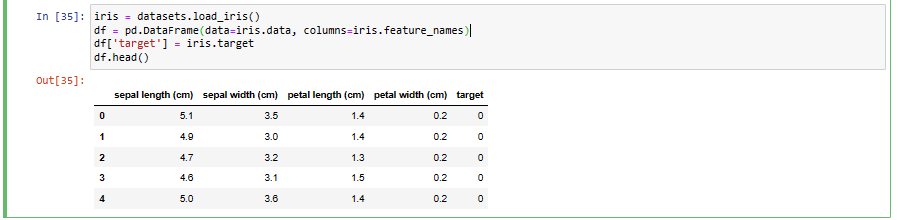 In [35]: iris = datasets.load_iris()
df = pd.DataFrame(data=iris.data, columns=iris.feature_names)
df['target'] = iris.target
df.head()
Out[35]:
sepal length (cm) sepal width (cm) petal length (cm) petal width (cm) target
0 5.1 3.5 1.4 0.2 0
1 4.9 3.0 1.4 0.2 0
2 4.7 3.2 1.3 0.2 0
3 4.6 3.1 1.5 0.2 0
4 5.0 3.6 1.4 0.2 0